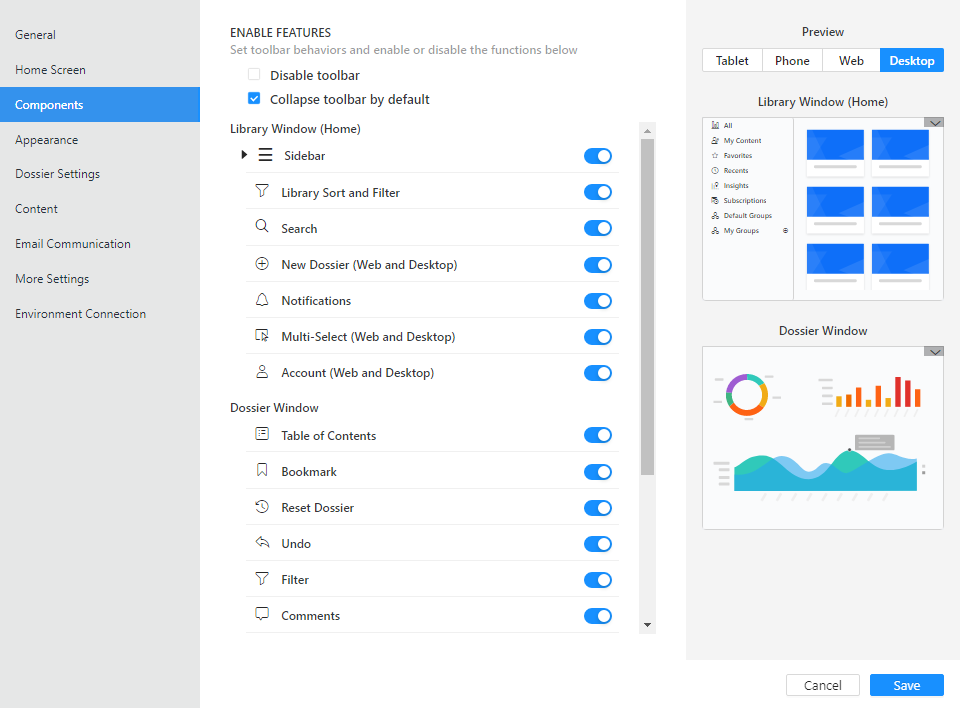 General
Home Screen
Components
Appearance
Dossier Settings
Content
Email Communication
More Settings
Environment Connection
ENABLE FEATURES
Set toolbar behaviors and enable or disable the functions below
Disable toolbar
Collapse toolbar by default
Library Window (Home)
Sidebar
Library Sort and Filter
Search
New Dossier (Web and Desktop)
Notifications
Multi-Select (Web and Desktop)
Account (Web and Desktop)
Dossier Window
Table of Contents
Bookmark
Reset Dossier
Undo
Filter
Comments
Preview
Tablet Phone Web Desktop
Library Window (Home)
All
My Content
Favorites
Recents
Insights
Subscriptions
Default Groups
My Groups
Dossier Window
Cancel Save